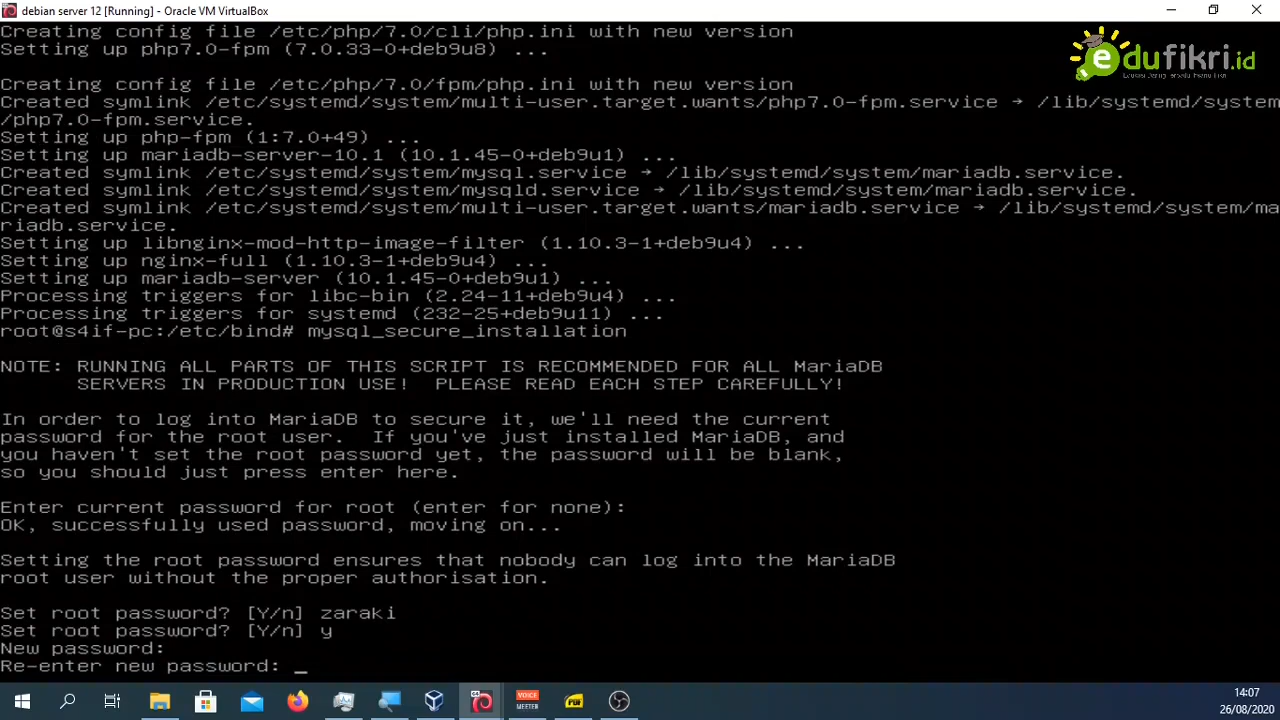 debian server 12 [Running] - Oracle VM VirtualBox
Creating config file /etc/php/7.0/cli/php.ini with new version
Setting up php7.0-fpm (7.0.33-0+deb9u8) ...
edufikri.id
Creating config file /etc/php/7.0/fpm/php.ini with new version
Created symlink /etc/systemd/system/multi-user.target.wants/php7.0-fpm.service → /lib/systemd/system
/php7.0-fpm.service.
Setting up php-fpm (1:7.0+49) ...
Setting up mariadb-server-10.1 (10.1.45-0+deb9u1) ...
Created symlink /etc/systemd/system/mysql.service → /lib/systemd/system/mariadb.service.
Created symlink /etc/systemd/system/mysqld.service → /lib/systemd/system/mariadb.service.
Created symlink /etc/systemd/system/multi-user.target.wants/mariadb.service → /lib/systemd/system/ma
riadb.service.
Setting up libnginx-mod-http-image-filter (1.10.3-1+deb9u4) ...
Setting up nginx-full (1.10.3-1+deb9u4) ...
Setting up mariadb-server (10.1.45-0+deb9u1) ...
Processing triggers for libc-bin (2.24-11+deb9u4) ...
Processing triggers for systemd (232-25+deb9u11) ...
root@s4if-pc:/etc/bind# mysql_secure_installation
NOTE: RUNNING ALL PARTS OF THIS SCRIPT IS RECOMMENDED FOR ALL MariaDB
SERVERS IN PRODUCTION USE! PLEASE READ EACH STEP CAREFULLY!
In order to log into MariaDB to secure it, we'll need the current
password for the root user. If you've just installed MariaDB, and
you haven't set the root password yet, the password will be blank,
so you should just press enter here.
Enter current password for root (enter for none):
OK, successfully used password, moving on...
Setting the root password ensures that nobody can log into the MariaDB
root user without the proper authorisation.
Set root password? [Y/n] zaraki
Set root password? [Y/n] y
New password:
Re-enter new password: _
VOICE
MEETER
14:07
26/08/2020